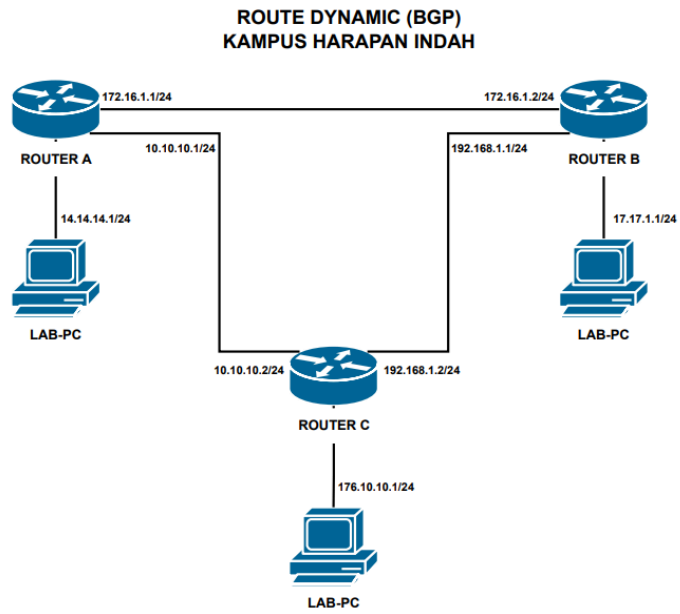 ROUTE DYNAMIC (BGP)
KAMPUS HARAPAN INDAH
172.16.1.1/24
172.16.1.2/24
ROUTER A
10.10.10.1/24
192.168.1.1/24
ROUTER B
14.14.14.1/24
17.17.1.1/24
LAB-PC
LAB-PC
10.10.10.2/24
192.168.1.2/24
ROUTER C
176.10.10.1/24
LAB-PC